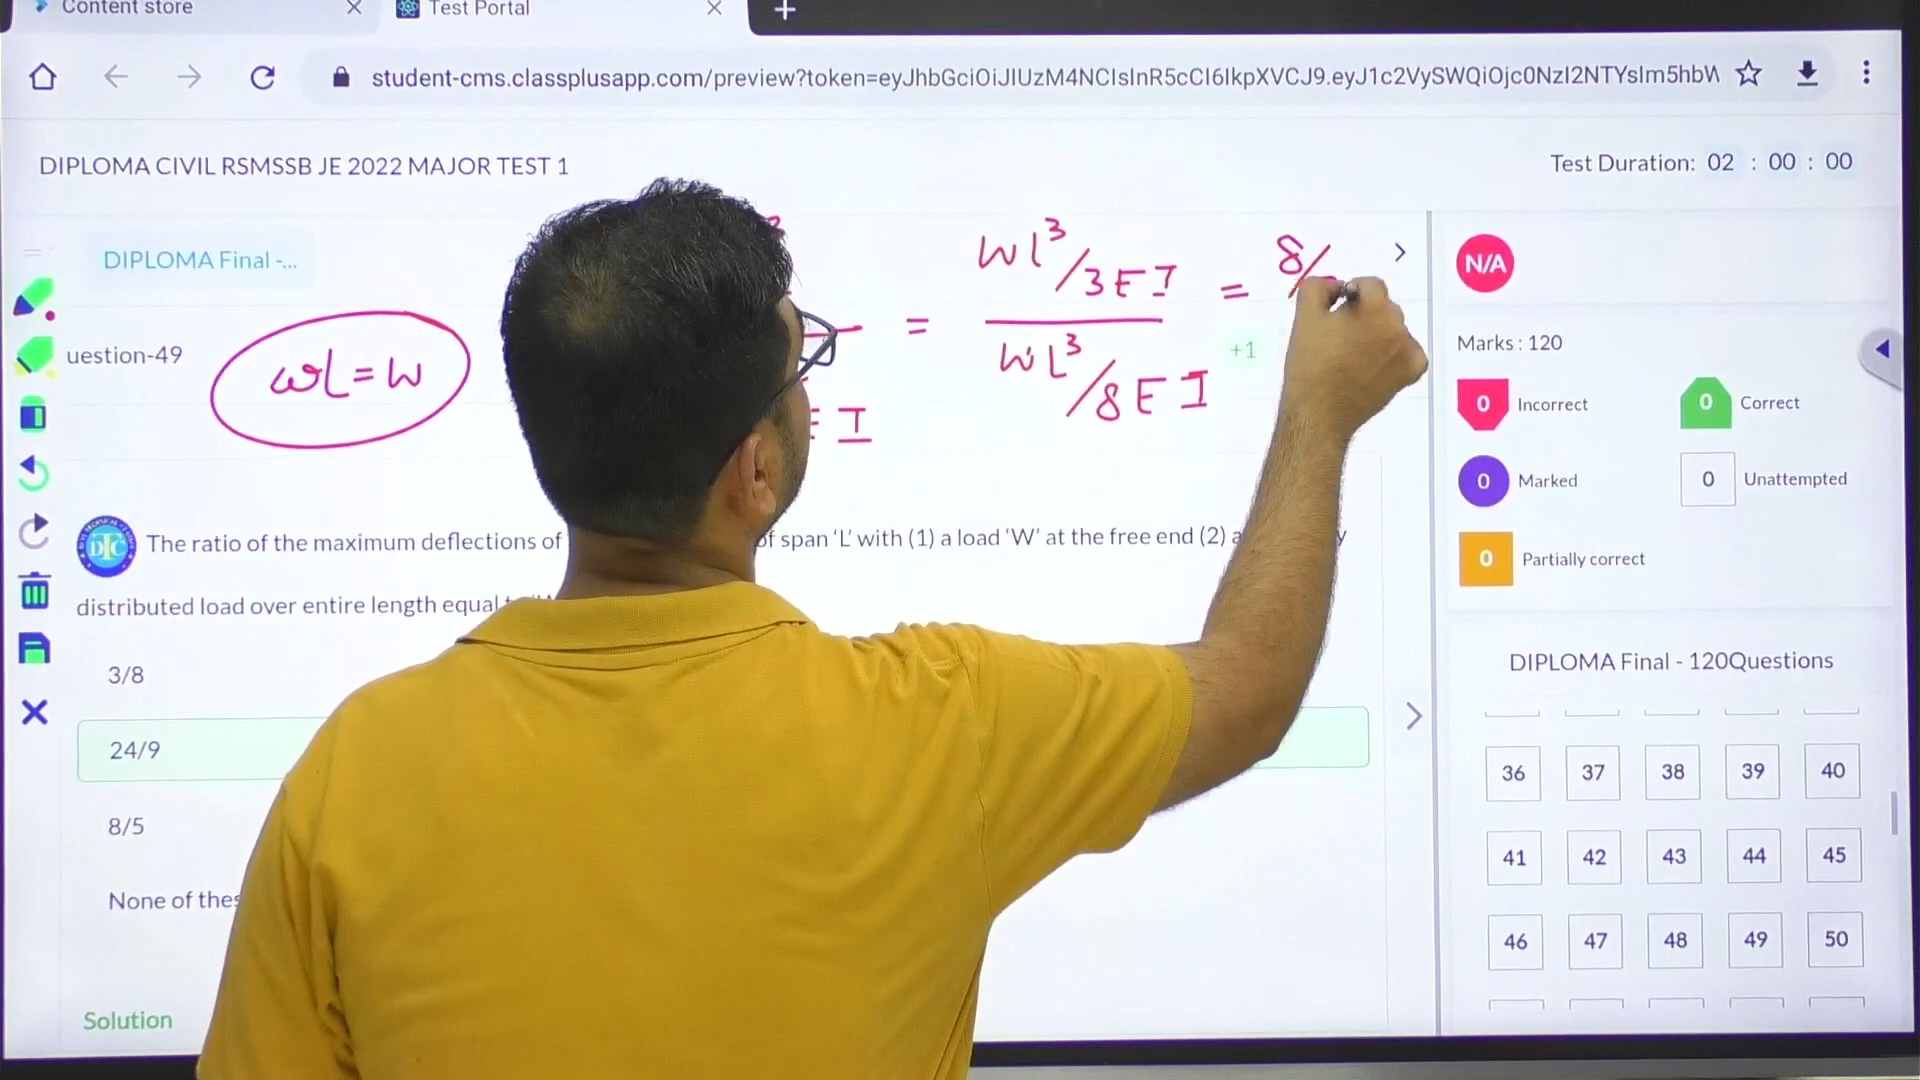 Content store
Test Portal
student-cms.classplusapp.com/preview?token=eyJhbGciOiJIUzM4NCIsInR5cCI6IkpXVCJ9.eyJ1c2VySWQiOjc0NzI2NTYsIm5hbW
DIPLOMA CIVIL RSMSSB JE 2022 MAJOR TEST 1
Test Duration: 02 : 00 : 00
DIPLOMA Final -...
uestion-49
wL = W
I
= Wl³/3EI
Wl³/8EI
= 8/
+1
The ratio of the maximum deflections of of span ‘L’ with (1) a load ‘W’ at the free end (2)
distributed load over entire length equal
3/8
24/9
8/5
None of thes
Solution
N/A
Marks : 120
0 Incorrect
0 Correct
0 Marked
0 Unattempted
0 Partially correct
DIPLOMA Final - 120Questions
36 37 38 39 40
41 42 43 44 45
46 47 48 49 50
DTC